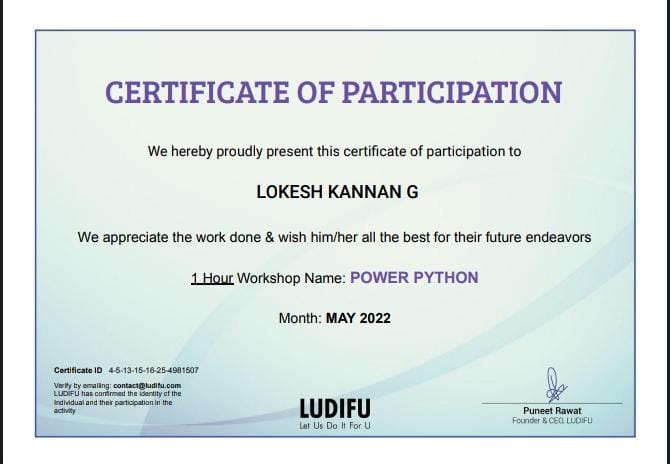 CERTIFICATE OF PARTICIPATION
We hereby proudly present this certificate of participation to
LOKESH KANNAN G
We appreciate the work done & wish him/her all the best for their future endeavors
1 Hour Workshop Name: POWER PYTHON
Month: MAY 2022
Certificate ID 4-5-13-15-16-25-4981507
Verify by emailing: contact@ludifu.com
LUDIFU has confirmed the identity of the
Individual and their participation in the
activity
LUDIFU
Let Us Do It For U
Puneet Rawat
Founder & CEO, LUDIFU